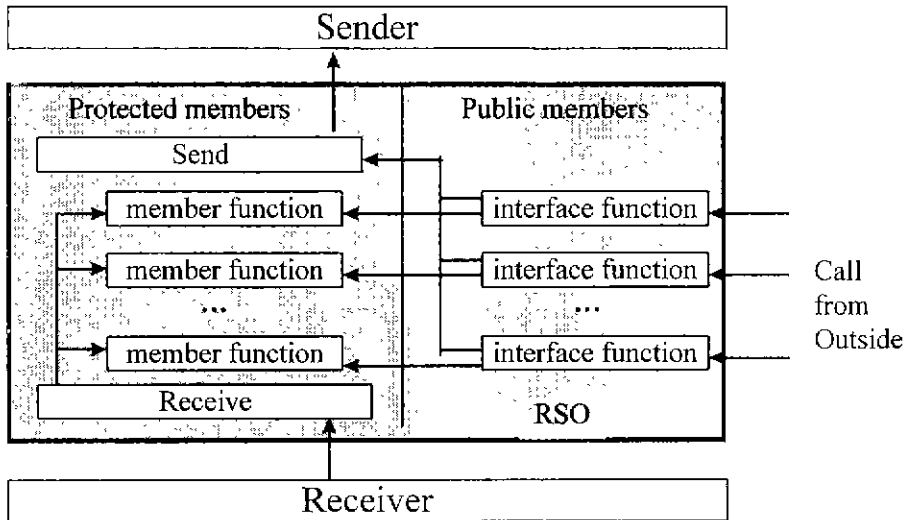 Sender
Protected members
Public members
Send
member function
interface function
member function
interface function
...
...
member function
interface function
Receive
RSO
Call
from
Outside
Receiver